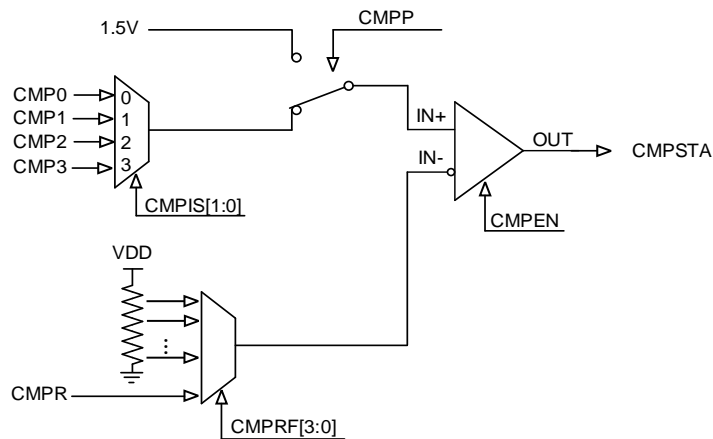 1.5V
CMPP
CMP0
CMP1
CMP2
CMP3
0
1
2
3
IN+
IN-
OUT
CMPSTA
CMPIS[1:0]
CMPEN
VDD
CMPR
CMPRF[3:0]